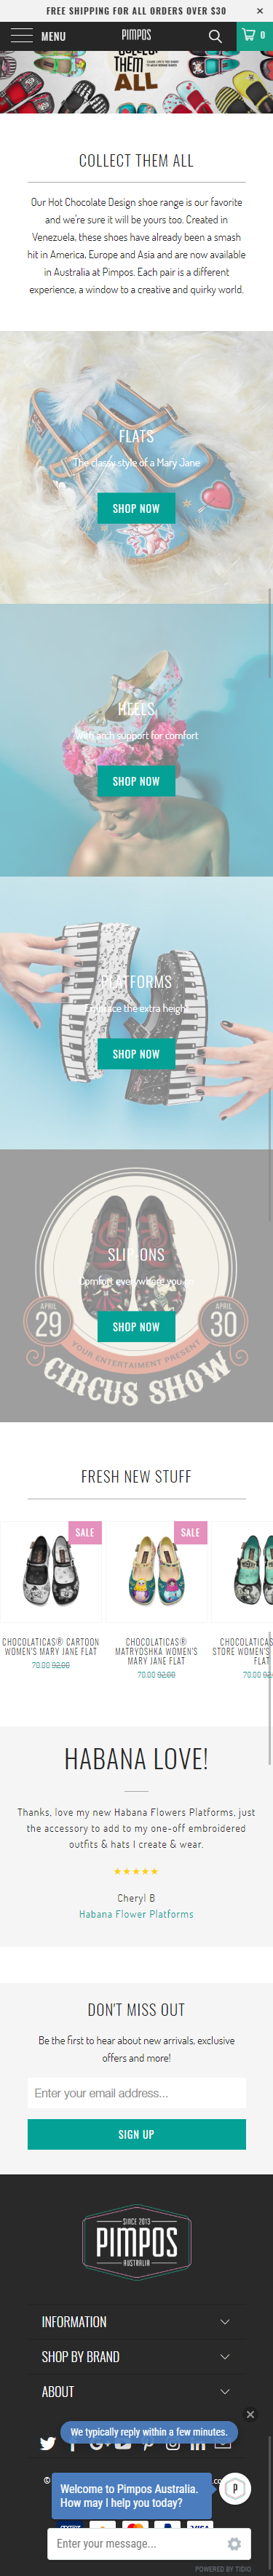 FREE SHIPPING FOR ALL ORDERS OVER $30 ×
MENU
PIMPOS
0
THEM
ALL
COLLECT THEM ALL
Our Hot Chocolate Design shoe range is our favorite
and we're sure it will be yours too. Created in
Venezuela, these shoes have already been a smash
hit in America, Europe and Asia and are now available
in Australia at Pimpos. Each pair is a different
experience, a window to a creative and quirky world.
FLATS
The classy style of a Mary Jane
SHOP NOW
HEELS
With arch support for comfort
SHOP NOW
PLATFORMS
Embrace the extra height
SHOP NOW
SLIP-ONS
Comfort everywhere you go
APRIL
29
APRIL
30
SHOP NOW
YOUR ENTERTAIMENT PRESENT
CIRCUS SHOW
FRESH NEW STUFF
SALE
SALE
CHOCOLATICAS® CARTOON
WOMEN'S MARY JANE FLAT
70.00 92.00
CHOCOLATICAS®
MATRYOSHKA WOMEN'S
MARY JANE FLAT
70.00 92.00
STORE WOMEN'S
FLAT
70.00
HABANA LOVE!
Thanks, love my new Habana Flowers Platforms, just
the accessory to add to my one-off embroidered
outfits & hats I create & wear.
★★★★★
Cheryl B
Habana Flower Platforms
DON'T MISS OUT
Be the first to hear about new arrivals, exclusive
offers and more!
Enter your email address...
SIGN UP
SINCE 2013
PIMPOS
AUSTRALIA
INFORMATION
SHOP BY BRAND
ABOUT
We typically reply within a few minutes.
©
Welcome to Pimpos Australia.
How may I help you today?
P
Enter your message...
POWERED BY TIDIO